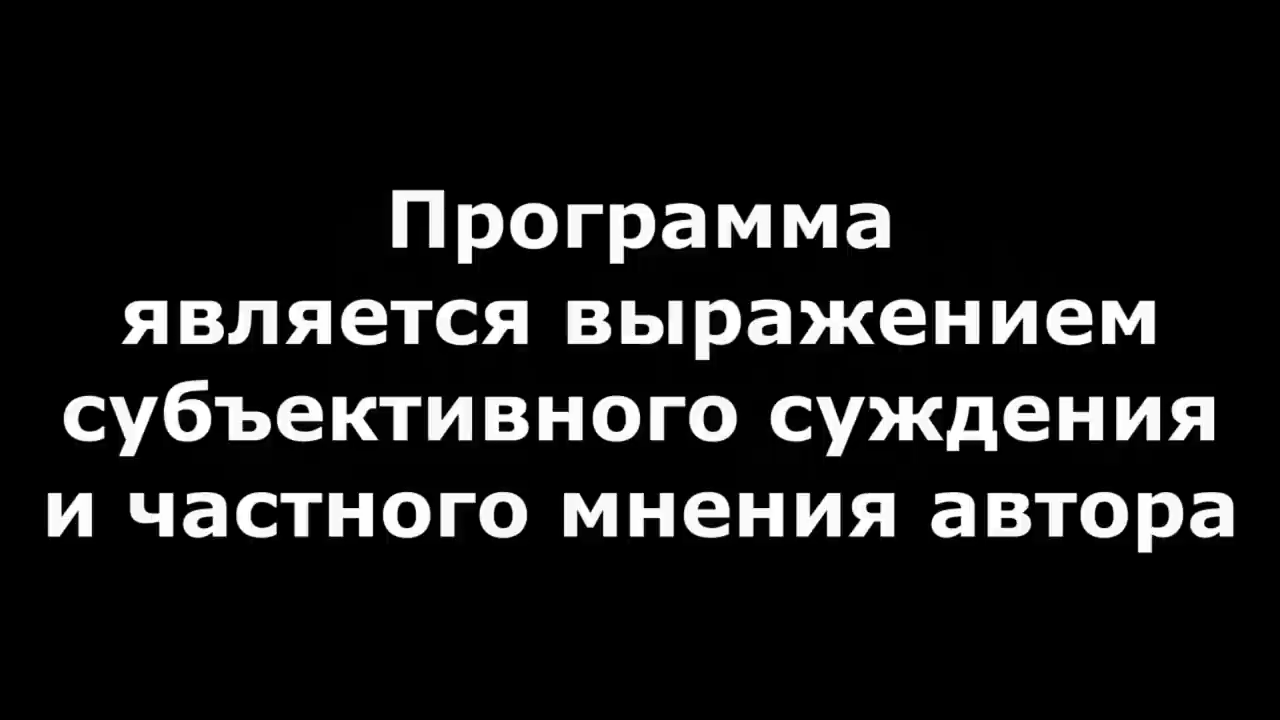 Программа
является выражением
субъективного суждения
и частного мнения автора